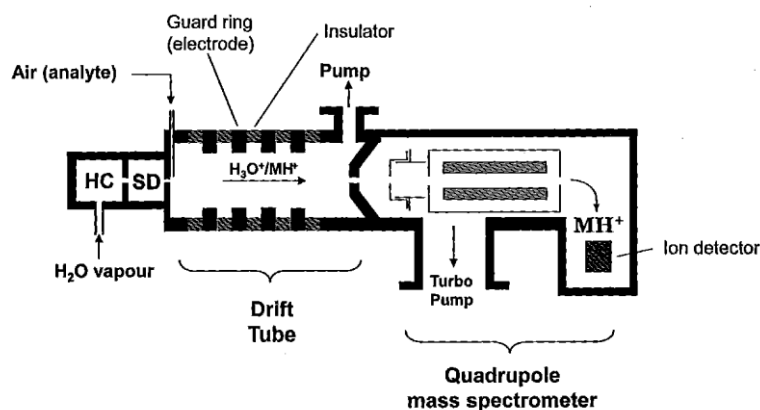 Guard ring
(electrode)
Insulator
Air (analyte)
Pump
HC
SD
H₃O⁺/MH⁺
MH⁺
Ion detector
H₂O vapour
Turbo
Pump
Drift
Tube
Quadrupole
mass spectrometer